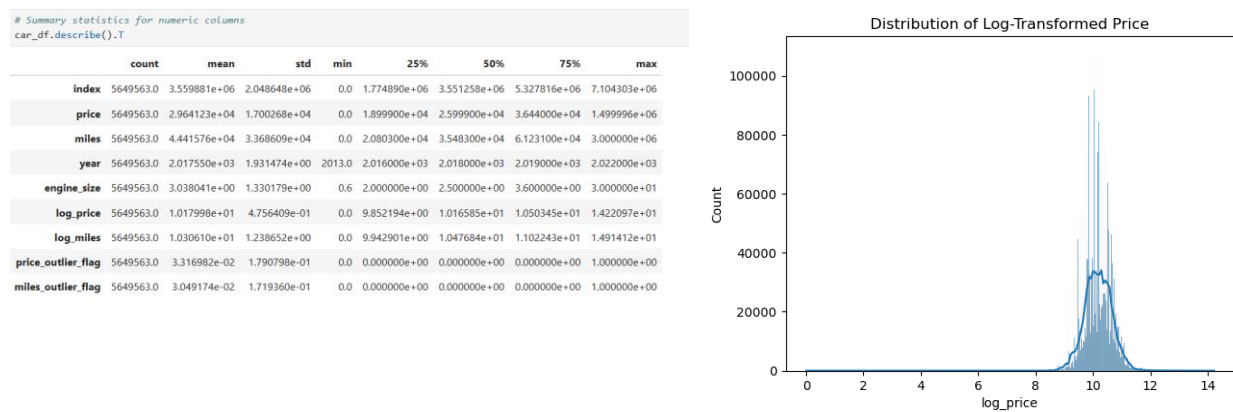 # Summary statistics for numeric columns
car_df.describe().T
count mean std min 25% 50% 75% max
index 5649563.0 3.559881e+06 2.048648e+06 0.0 1.774890e+06 3.551258e+06 5.327816e+06 7.104303e+06
price 5649563.0 2.964123e+04 1.700268e+04 0.0 1.899900e+04 2.599900e+04 3.644000e+04 1.499996e+06
miles 5649563.0 4.441576e+04 3.368609e+04 0.0 2.080300e+04 3.548300e+04 6.123100e+04 3.000000e+06
year 5649563.0 2.017550e+03 1.931474e+00 2013.0 2.016000e+03 2.018000e+03 2.019000e+03 2.022000e+03
engine_size 5649563.0 3.038041e+00 1.330179e+00 0.6 2.000000e+00 2.500000e+00 3.600000e+00 3.000000e+01
log_price 5649563.0 1.017998e+01 4.756409e-01 0.0 9.852194e+00 1.016585e+01 1.050345e+01 1.422097e+01
log_miles 5649563.0 1.030610e+01 1.238652e+00 0.0 9.942901e+00 1.047684e+01 1.102243e+01 1.491412e+01
price_outlier_flag 5649563.0 3.316982e-02 1.790798e-01 0.0 0.000000e+00 0.000000e+00 0.000000e+00 1.000000e+00
miles_outlier_flag 5649563.0 3.049174e-02 1.719360e-01 0.0 0.000000e+00 0.000000e+00 0.000000e+00 1.000000e+00
Distribution of Log-Transformed Price
100000
80000
60000
40000
20000
0
Count
0 2 4 6 8 10 12 14
log_price